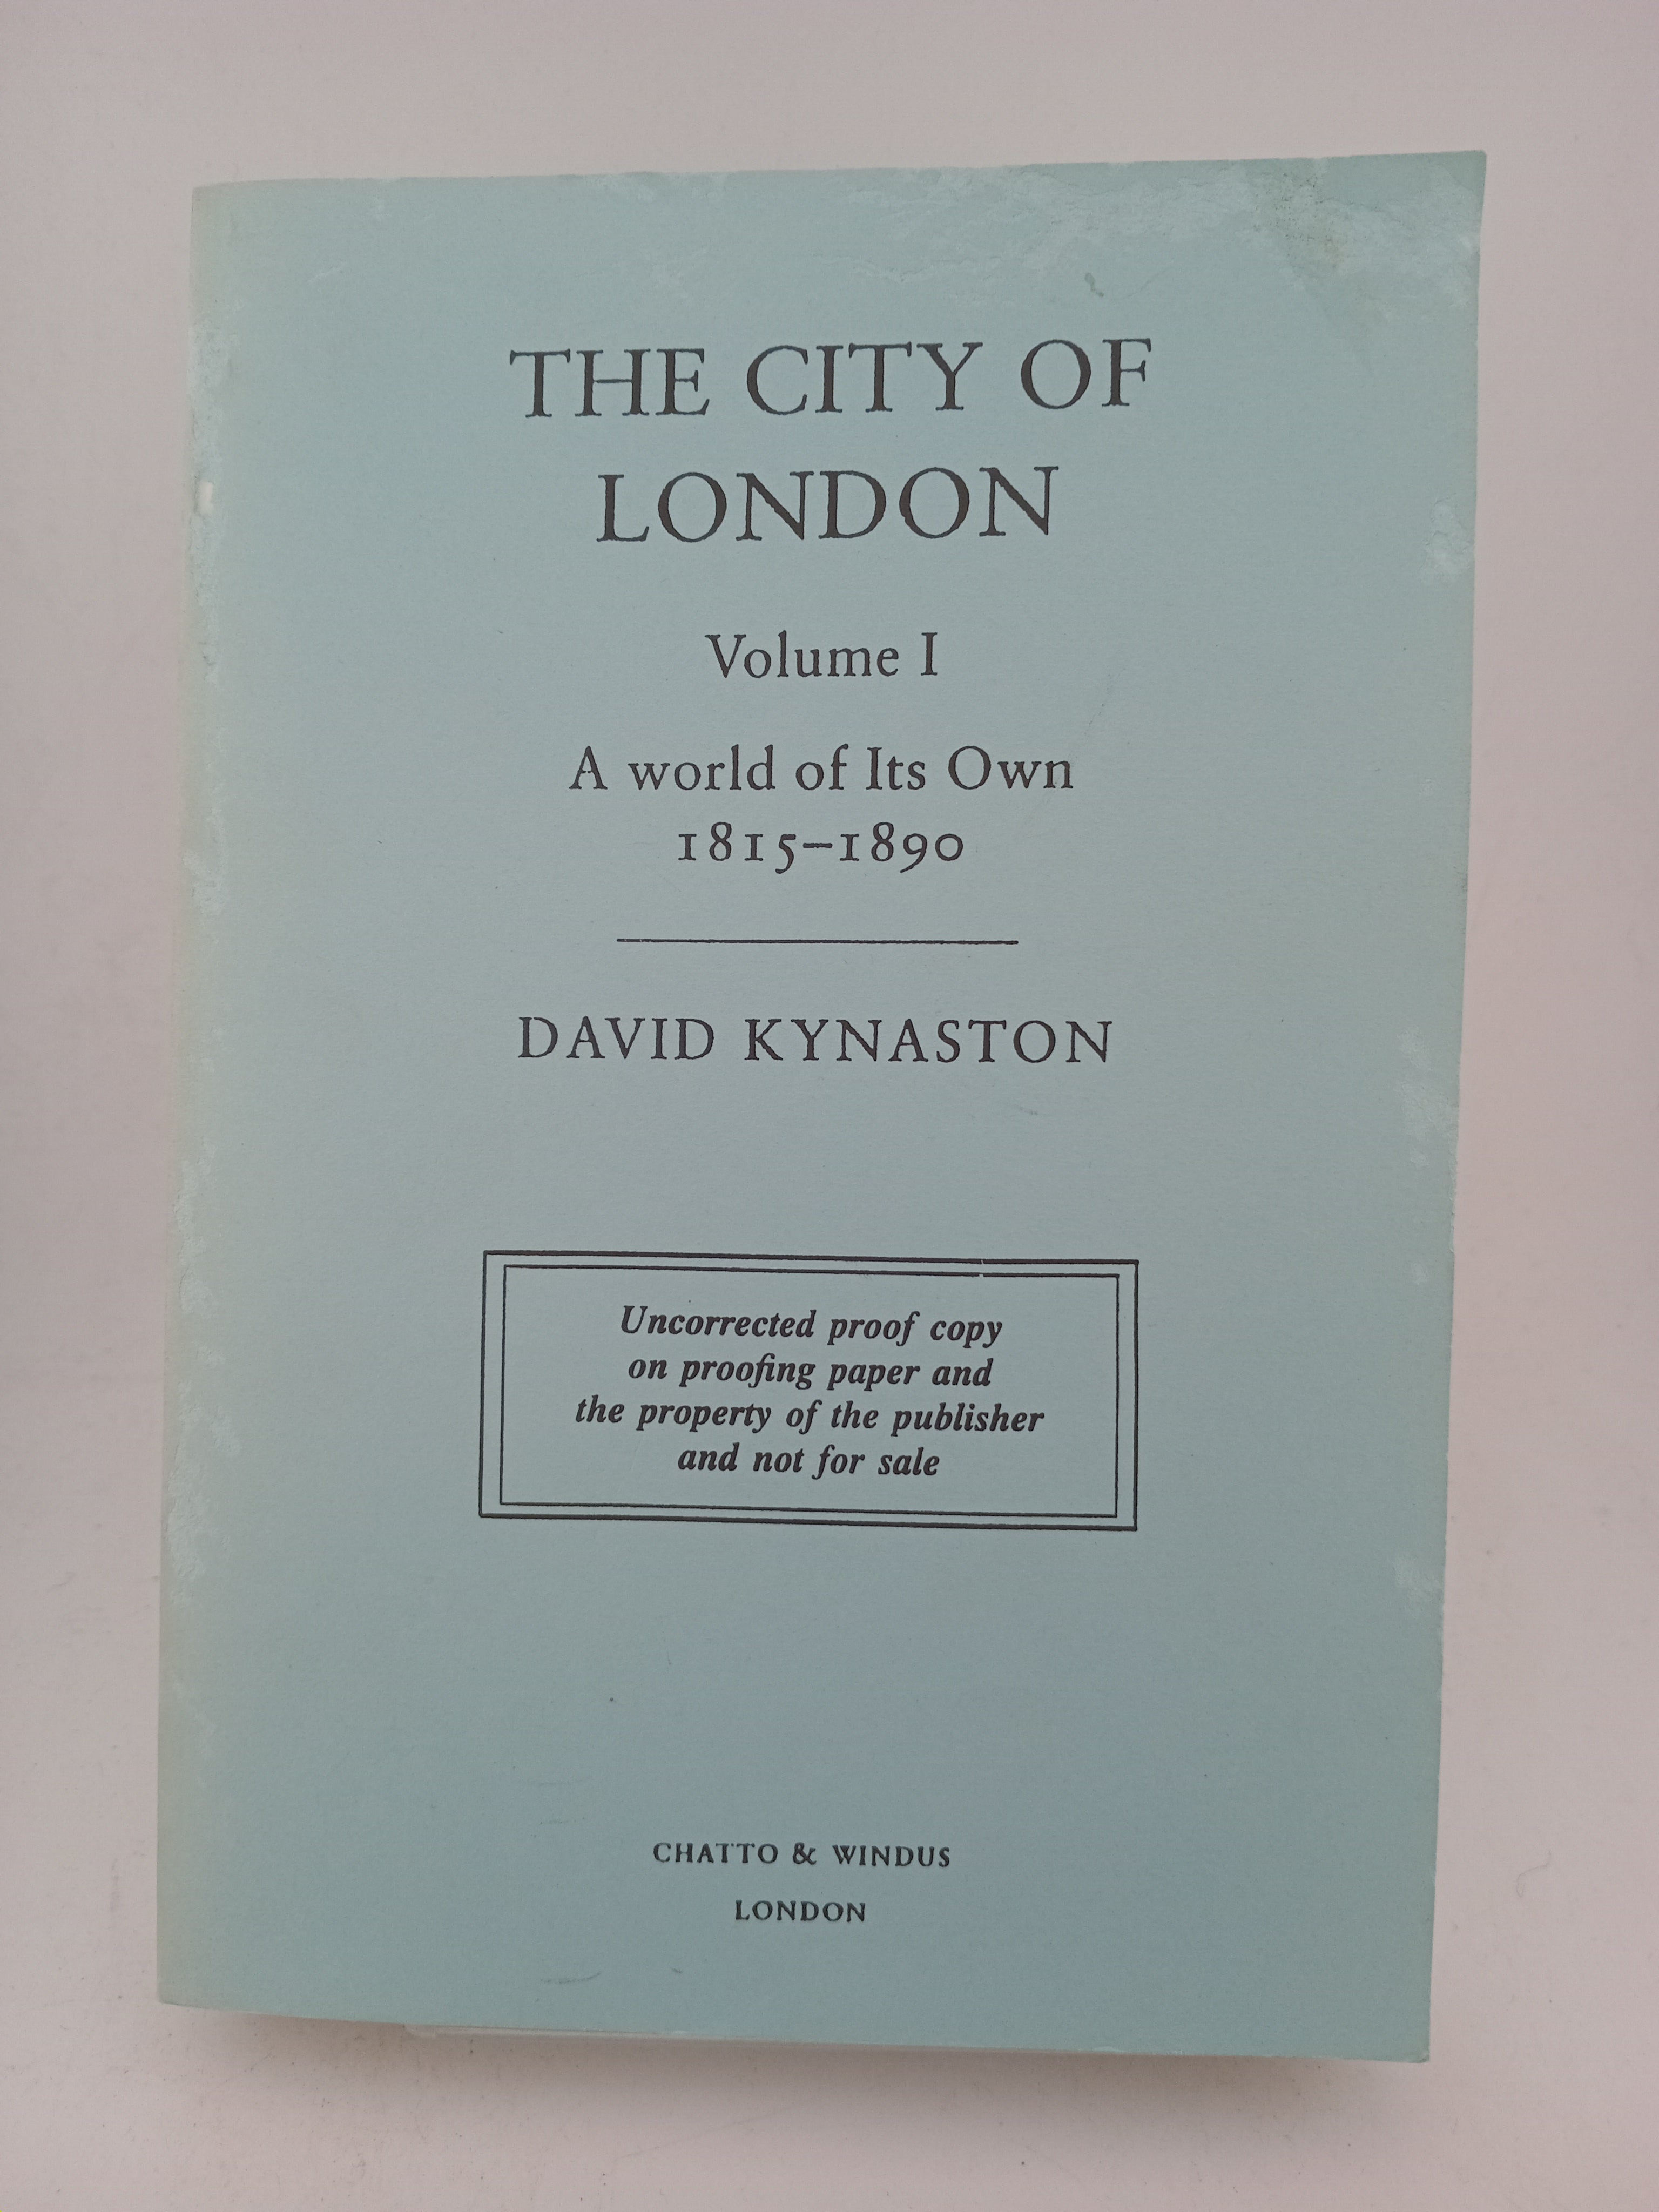 THE CITY OF
LONDON
Volume I
A world of Its Own
1815–1890
DAVID KYNASTON
Uncorrected proof copy
on proofing paper and
the property of the publisher
and not for sale
CHATTO & WINDUS
LONDON